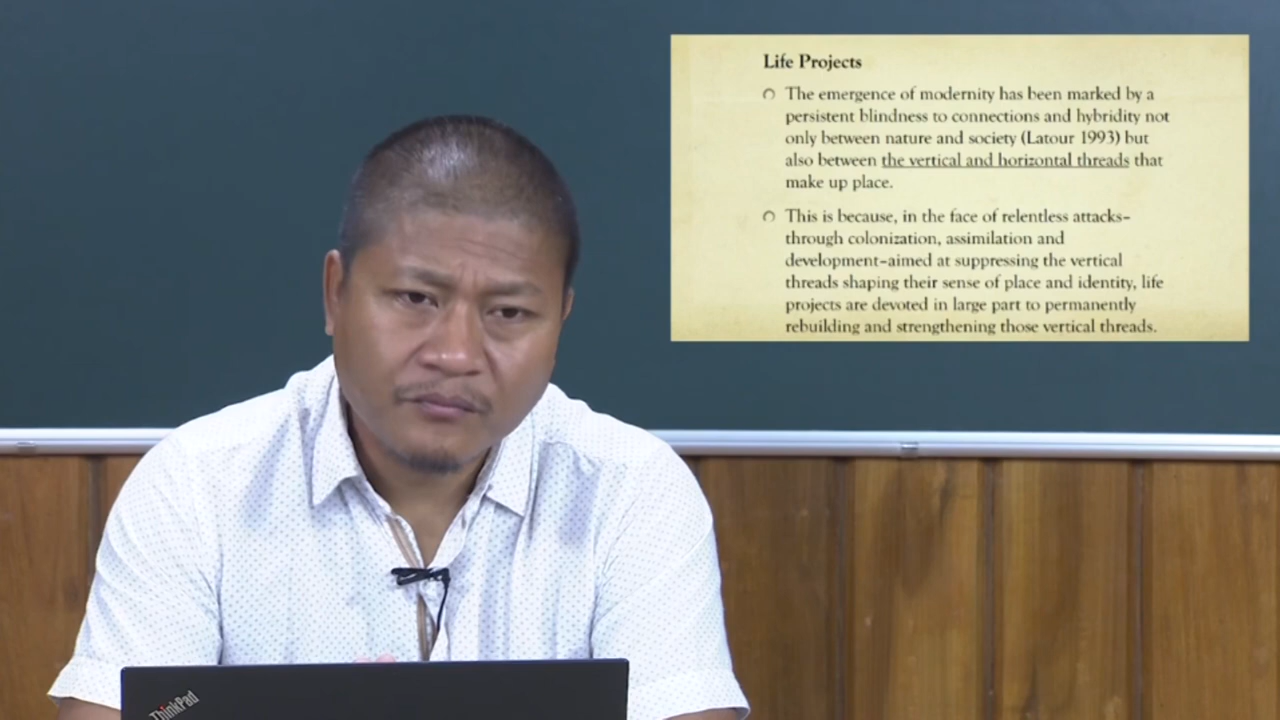 Life Projects
The emergence of modernity has been marked by a
persistent blindness to connections and hybridity not
only between nature and society (Latour 1993) but
also between the vertical and horizontal threads that
make up place.
This is because, in the face of relentless attacks-
through colonization, assimilation and
development-aimed at suppressing the vertical
threads shaping their sense of place and identity, life
projects are devoted in large part to permanently
rebuilding and strengthening those vertical threads.
ThinkPad